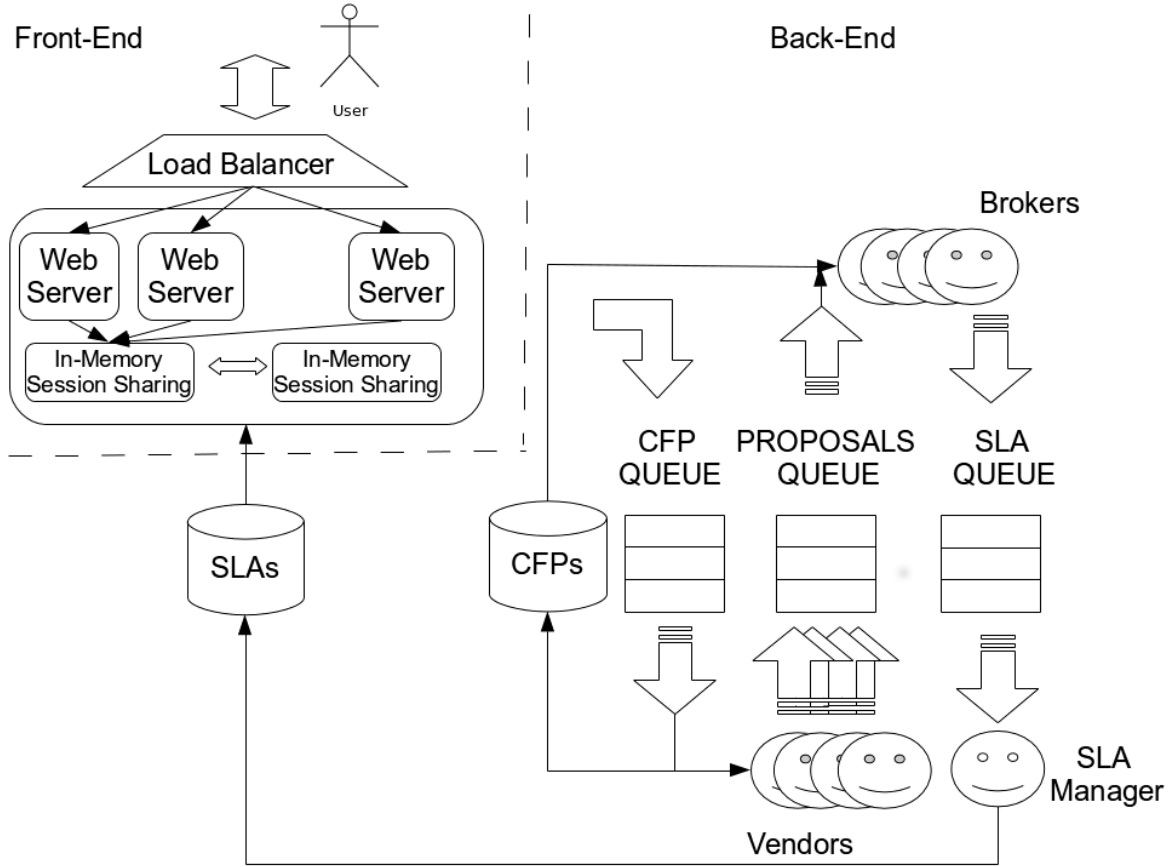 Front-End
Back-End
User
Load Balancer
Brokers
Web
Server
Web
Server
Web
Server
In-Memory
Session Sharing
In-Memory
Session Sharing
CFP
QUEUE
PROPOSALS
QUEUE
SLA
QUEUE
SLAs
CFPs
SLA
Manager
Vendors